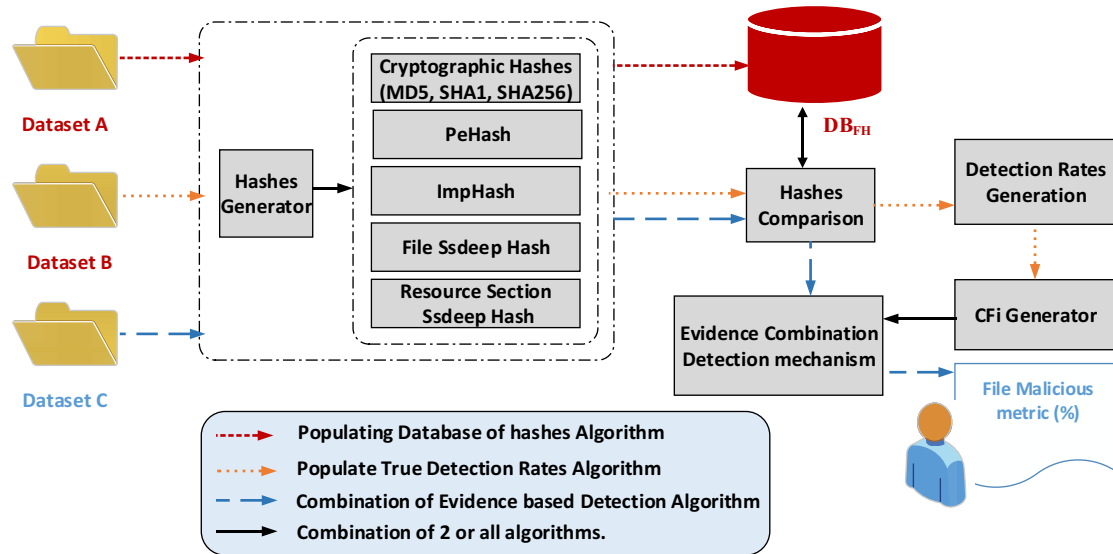 Dataset A
Dataset B
Dataset C
Hashes
Generator
Cryptographic Hashes
(MD5, SHA1, SHA256)
PeHash
ImpHash
File Ssdeep Hash
Resource Section
Ssdeep Hash
DBFH
Hashes
Comparison
Detection Rates
Generation
CFi Generator
Evidence Combination
Detection mechanism
File Malicious
metric (%)
Populating Database of hashes Algorithm
Populate True Detection Rates Algorithm
Combination of Evidence based Detection Algorithm
Combination of 2 or all algorithms.